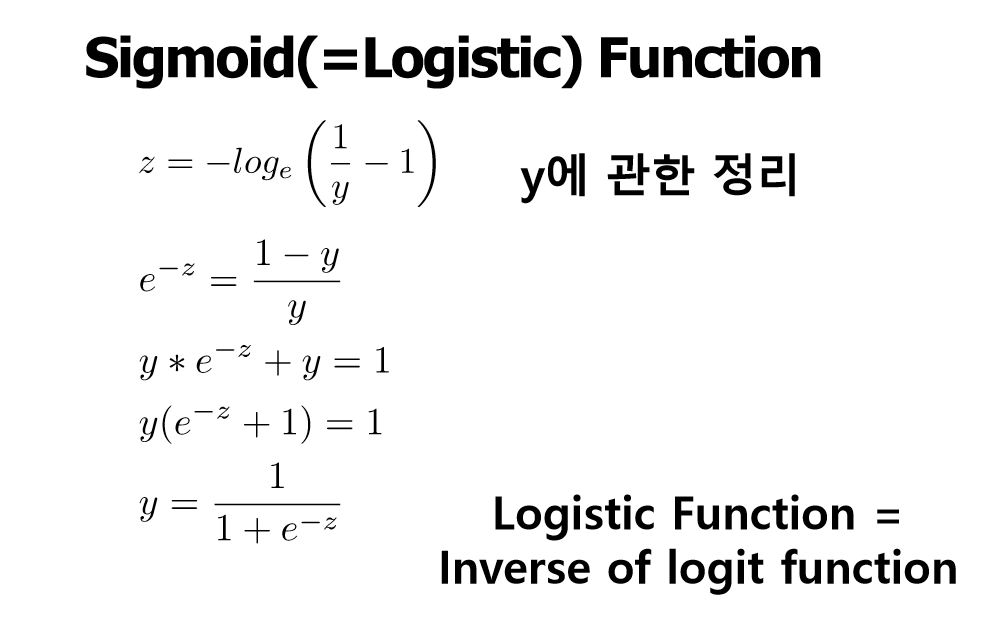 Sigmoid(=Logistic) Function
z = -log_e(1/y - 1)
y에 관한 정리
e^{-z} = (1 - y)/y
y * e^{-z} + y = 1
y(e^{-z} + 1) = 1
y = 1/(1 + e^{-z})
Logistic Function =
Inverse of logit function